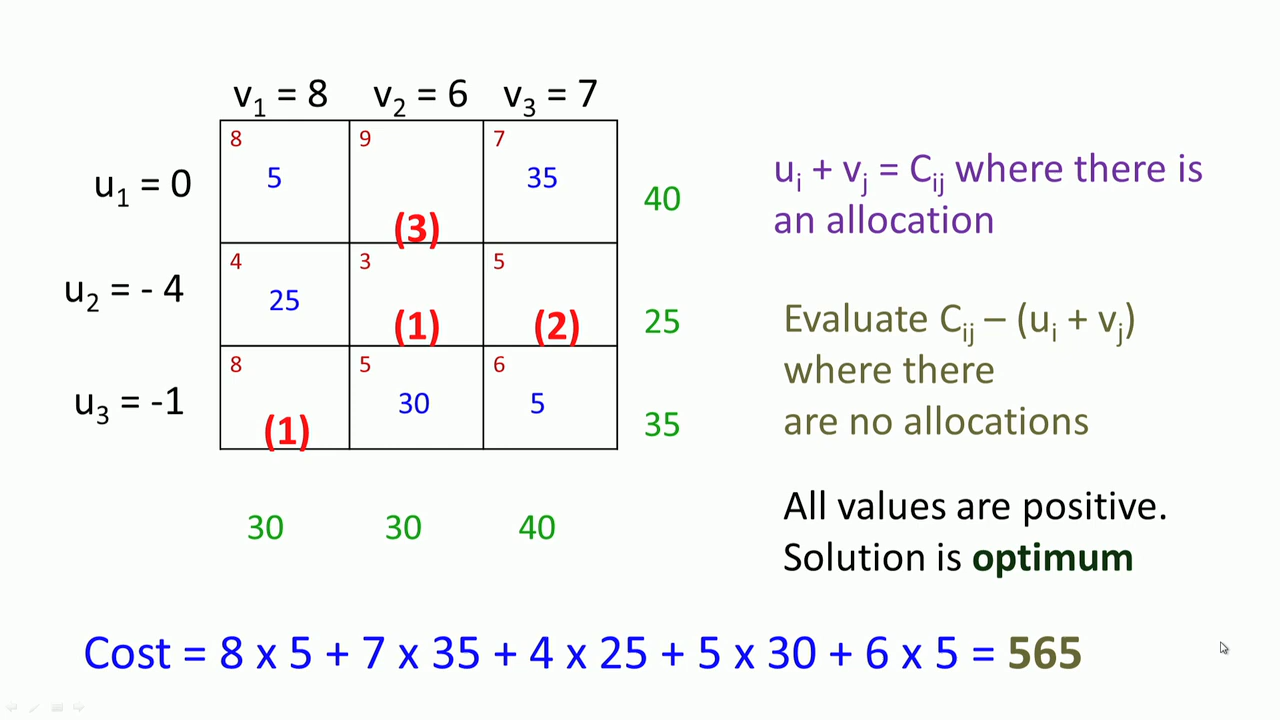 v1 = 8 v2 = 6 v3 = 7
8 9 7
u1 = 0 5 35 40
(3)
4 3 5
u2 = - 4 25 25
(1) (2)
8 5 6
u3 = -1 30 5 35
(1)
30 30 40
ui + vj = Cij where there is
an allocation
Evaluate Cij – (ui + vj)
where there
are no allocations
All values are positive.
Solution is optimum
Cost = 8 x 5 + 7 x 35 + 4 x 25 + 5 x 30 + 6 x 5 = 565